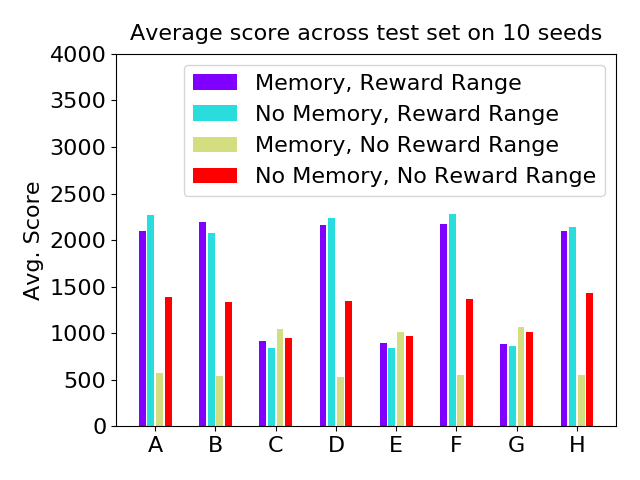 Average score across test set on 10 seeds
4000
3500
3000
2500
2000
1500
1000
500
0
Avg. Score
Memory, Reward Range
No Memory, Reward Range
Memory, No Reward Range
No Memory, No Reward Range
A B C D E F G H